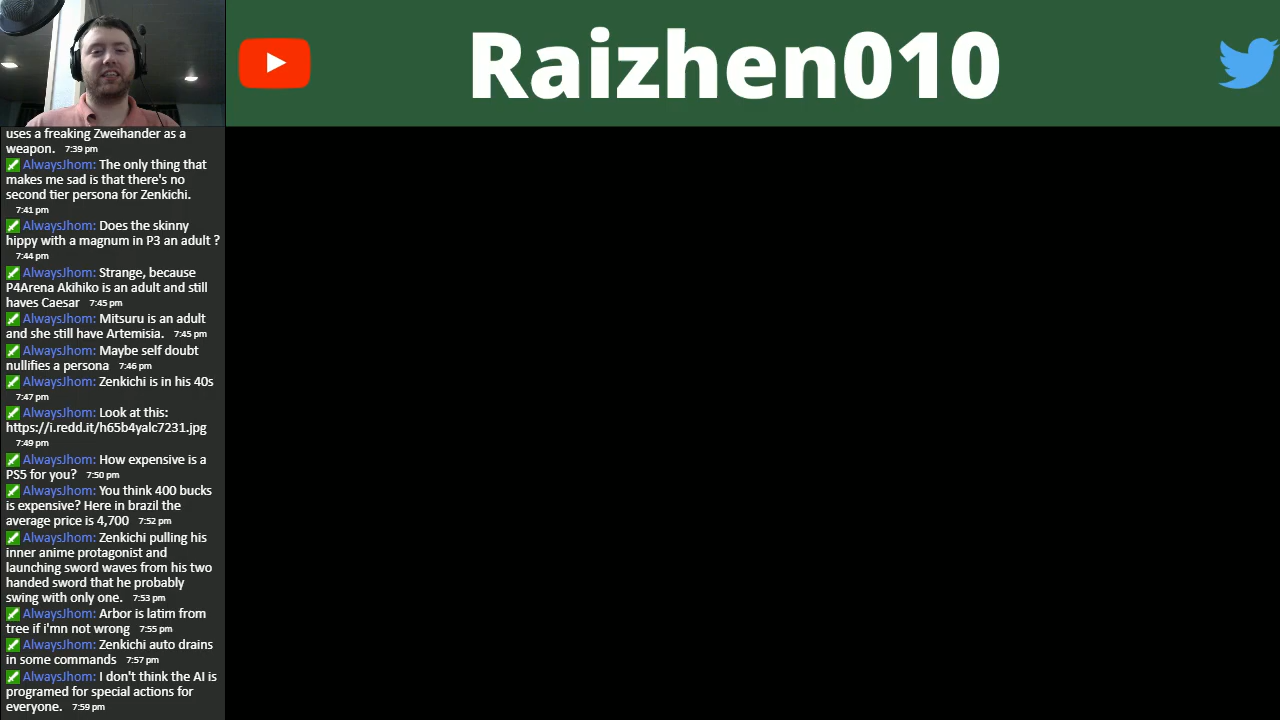 Raizhen010
uses a freaking Zweihander as a
weapon. 7:39 pm
AlwaysJhom: The only thing that
makes me sad is that there's no
second tier persona for Zenkichi.
7:41 pm
AlwaysJhom: Does the skinny
hippy with a magnum in P3 an adult ?
7:44 pm
AlwaysJhom: Strange, because
P4Arena Akihiko is an adult and still
haves Caesar 7:45 pm
AlwaysJhom: Mitsuru is an adult
and she still have Artemisia. 7:45 pm
AlwaysJhom: Maybe self doubt
nullifies a persona 7:46 pm
AlwaysJhom: Zenkichi is in his 40s
7:47 pm
AlwaysJhom: Look at this:
https://i.redd.it/h65b4yalc7231.jpg
7:49 pm
AlwaysJhom: How expensive is a
PS5 for you? 7:50 pm
AlwaysJhom: You think 400 bucks
is expensive? Here in brazil the
average price is 4,700 7:52 pm
AlwaysJhom: Zenkichi pulling his
inner anime protagonist and
launching sword waves from his two
handed sword that he probably
swing with only one. 7:53 pm
AlwaysJhom: Arbor is latim from
tree if i'mn not wrong 7:55 pm
AlwaysJhom: Zenkichi auto drains
in some commands 7:57 pm
AlwaysJhom: I don't think the AI is
programed for special actions for
everyone. 7:59 pm